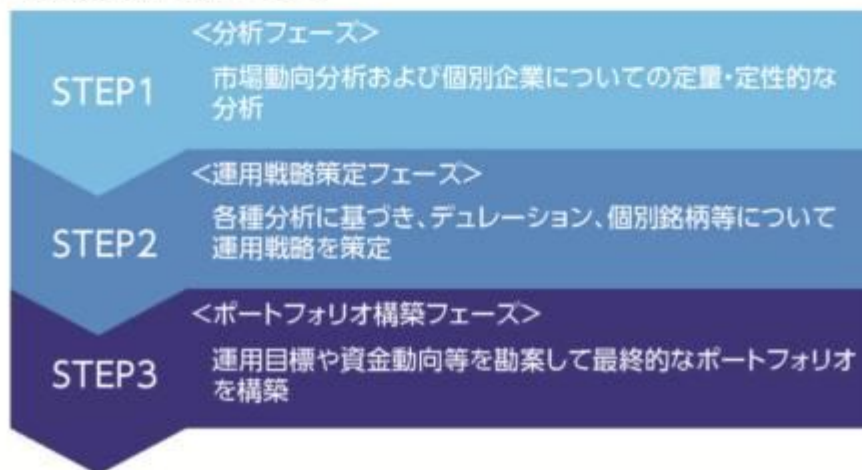 <分析フェーズ>
STEP1
市場動向分析および個別企業についての定量・定性的な
分析
<運用戦略策定フェーズ>
STEP2
各種分析に基づき、デュレーション、個別銘柄等について
運用戦略を策定
<ポートフォリオ構築フェーズ>
STEP3
運用目標や資金動向等を勘案して最終的なポートフォリオ
を構築